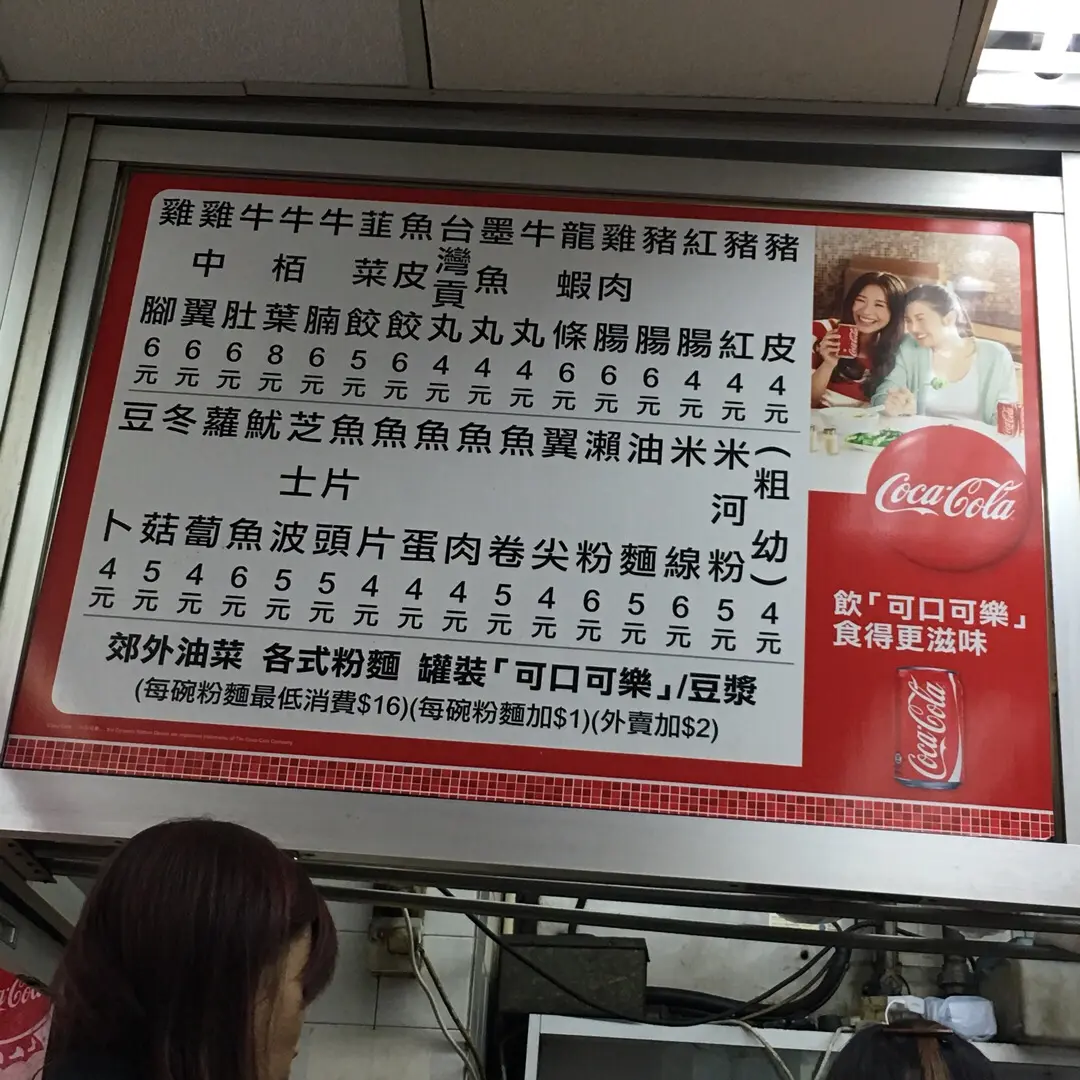 豬皮4元
豬紅4元
紅腸4元
豬腸6元
雞肉腸6元
龍蝦條6元
牛丸4元
墨魚丸4元
台灣貢丸4元
魚皮餃6元
韮菜餃5元
牛腩6元
牛栢葉8元
牛肚6元
雞中翼6元
雞腳6元
(粗幼)4元
米河粉5元
米線6元
油麵5元
瀨粉6元
翼尖4元
魚卷5元
魚肉4元
魚蛋4元
魚片4元
魚片頭5元
芝士波5元
魷魚6元
蘿蔔4元
冬菇5元
豆卜4元
郊外油菜 各式粉麵 罐裝「可口可樂」/豆漿
(每碗粉麵最低消費$16)(每碗粉麵加$1)(外賣加$2)
Coca-Cola
飲「可口可樂」
食得更滋味
Coca-Cola